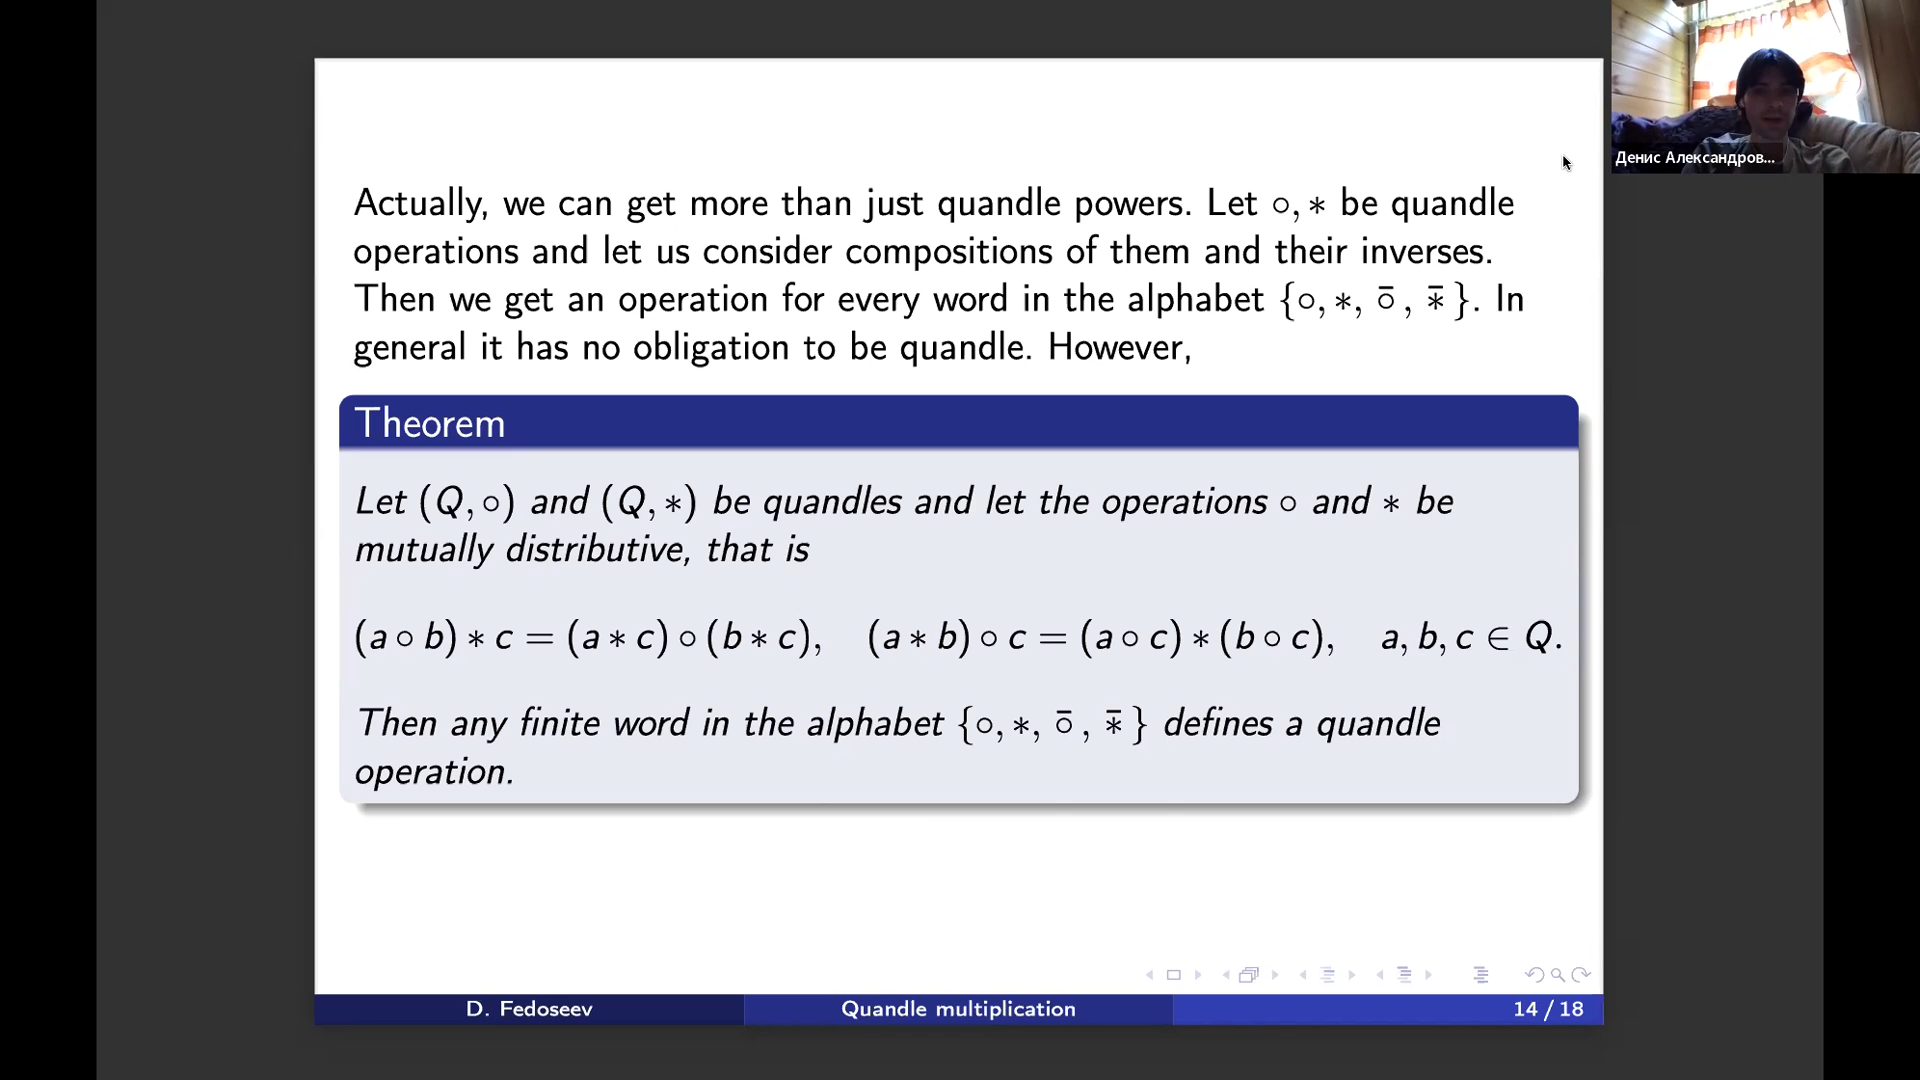 Денис Александров...
Actually, we can get more than just quandle powers. Let ∘, ∗ be quandle
operations and let us consider compositions of them and their inverses.
Then we get an operation for every word in the alphabet {∘, ∗, ∘̄ , ∗̄ }. In
general it has no obligation to be quandle. However,
Theorem
Let (Q, ∘) and (Q, ∗) be quandles and let the operations ∘ and ∗ be
mutually distributive, that is
(a ∘ b) ∗ c = (a ∗ c) ∘ (b ∗ c), (a ∗ b) ∘ c = (a ∘ c) ∗ (b ∘ c), a, b, c ∈ Q.
Then any finite word in the alphabet {∘, ∗, ∘̄ , ∗̄ } defines a quandle
operation.
D. Fedoseev
Quandle multiplication
14 / 18